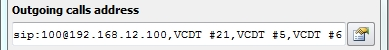 Outgoing calls address
sip:100@192.168.12.100,VCDT #21,VCDT #5,VCDT #6